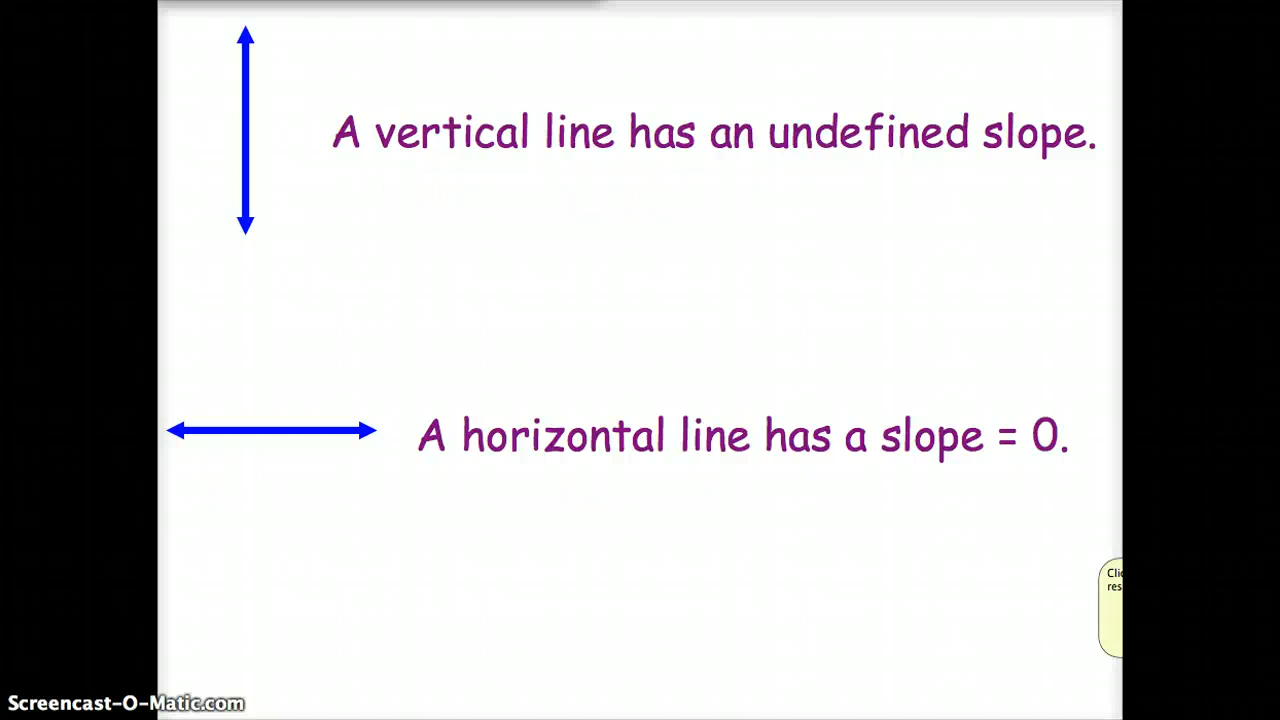 A vertical line has an undefined slope.
A horizontal line has a slope = 0.
Screencast-O-Matic.com